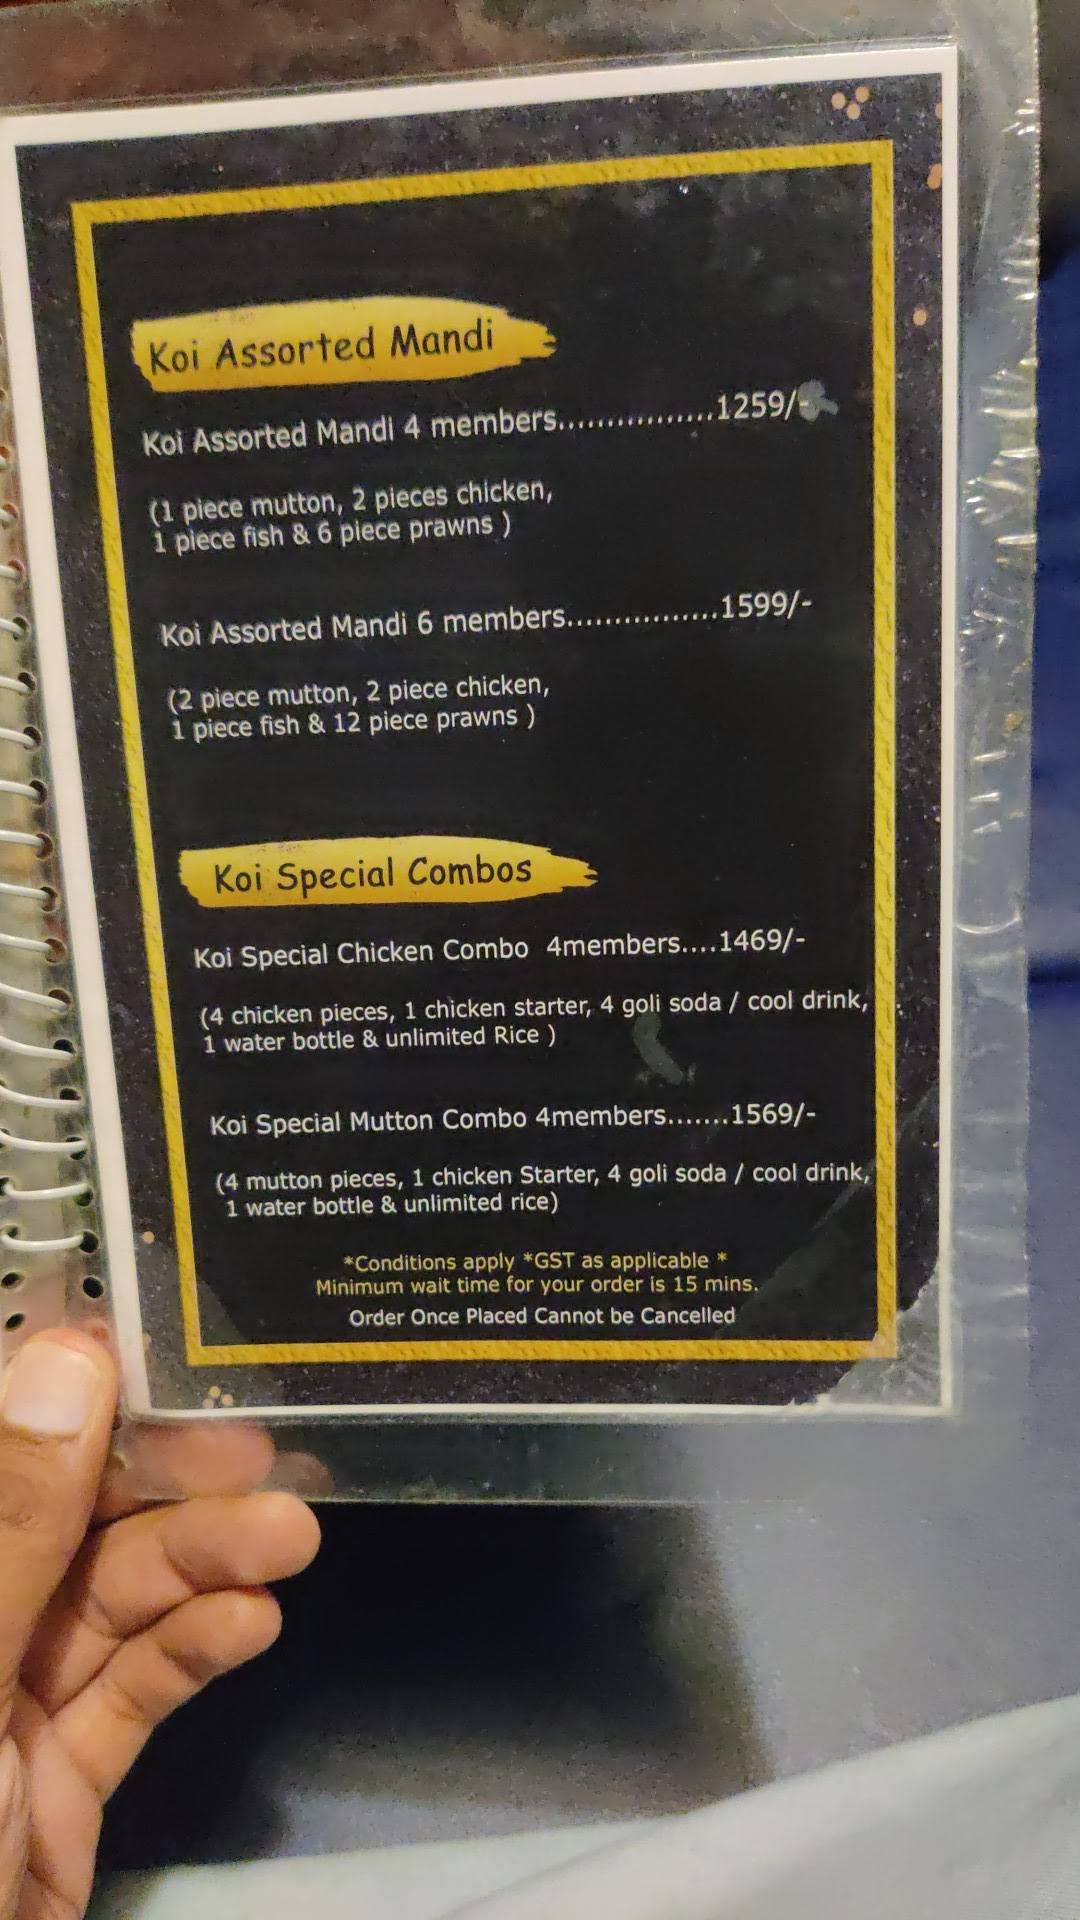 Koi Assorted Mandi
Koi Assorted Mandi 4 members................1259/-
(1 piece mutton, 2 pieces chicken,
1 piece fish & 6 piece prawns )
Koi Assorted Mandi 6 members................1599/-
(2 piece mutton, 2 piece chicken,
1 piece fish & 12 piece prawns )
Koi Special Combos
Koi Special Chicken Combo 4members....1469/-
(4 chicken pieces, 1 chicken starter, 4 goli soda / cool drink,
1 water bottle & unlimited Rice )
Koi Special Mutton Combo 4members.......1569/-
(4 mutton pieces, 1 chicken Starter, 4 goli soda / cool drink,
1 water bottle & unlimited rice)
*Conditions apply *GST as applicable *
Minimum wait time for your order is 15 mins.
Order Once Placed Cannot be Cancelled